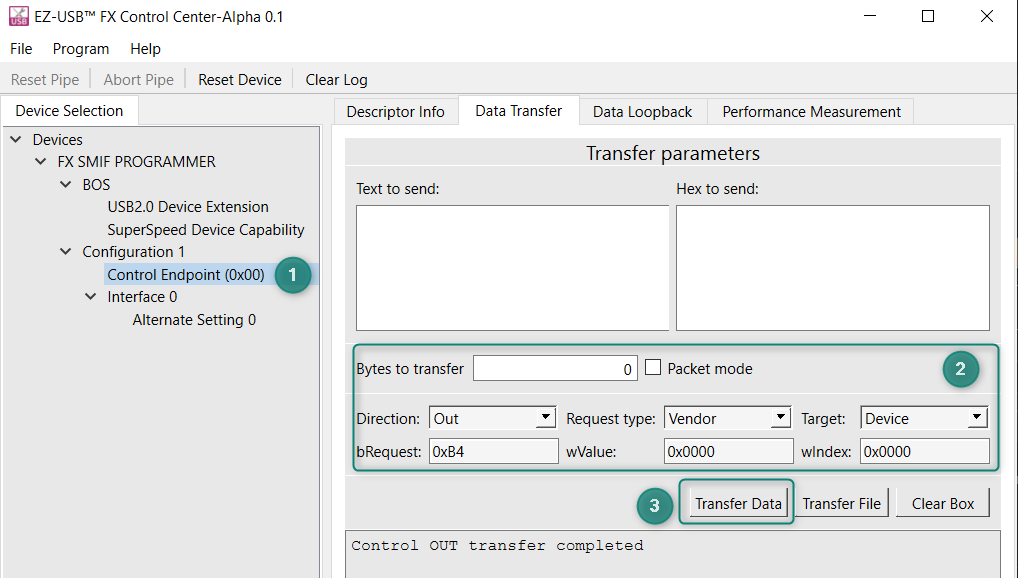 EZ-USB™ FX Control Center-Alpha 0.1
File Program Help
Reset Pipe Abort Pipe Reset Device Clear Log
Device Selection
Devices
FX SMIF PROGRAMMER
BOS
USB2.0 Device Extension
SuperSpeed Device Capability
Configuration 1
Control Endpoint (0x00) 1
Interface 0
Alternate Setting 0
Descriptor Info Data Transfer Data Loopback Performance Measurement
Transfer parameters
Text to send: Hex to send:
Bytes to transfer 0 Packet mode 2
Direction: Out Request type: Vendor Target: Device
bRequest: 0xB4 wValue: 0x0000 wIndex: 0x0000
3 Transfer Data Transfer File Clear Box
Control OUT transfer completed